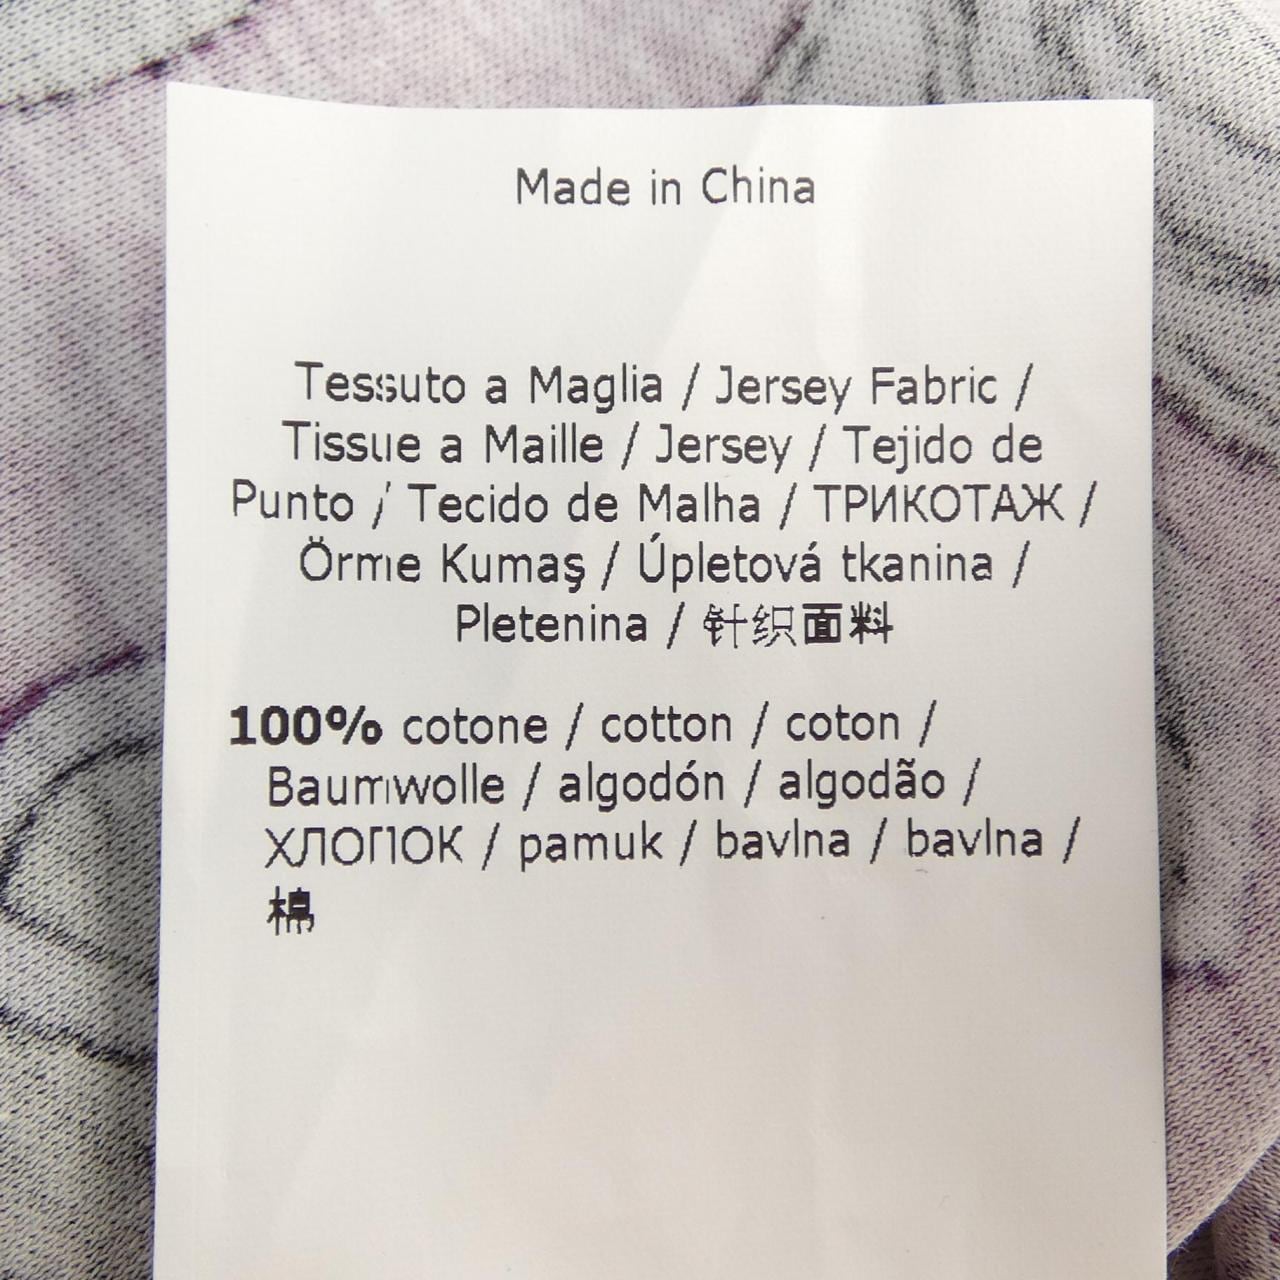 Made in China
Tessuto a Maglia / Jersey Fabric /
Tissue a Maille / Jersey / Tejido de
Punto / Tecido de Malha / ТРИКОТАЖ /
Örme Kumaş / Úpletová tkanina /
Pletenina / 针织面料
100% cotone / cotton / coton /
Baumwolle / algodón / algodão /
ХЛОПОК / pamuk / bavlna / bavlna /
棉